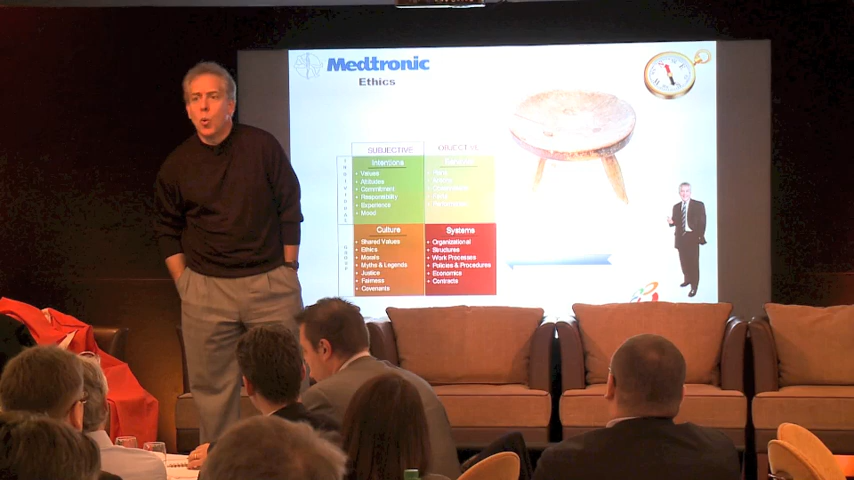 Medtronic
Ethics
SUBJECTIVE
OBJECTIVE
Intentions
• Values
• Attitudes
• Commitment
• Responsibility
• Experience
• Mood
Culture
• Shared Values
• Ethics
• Morals
• Myths & Legends
• Justice
• Fairness
• Covenants
Systems
• Organizational
• Structures
• Work Processes
• Policies & Procedures
• Economics
• Contracts